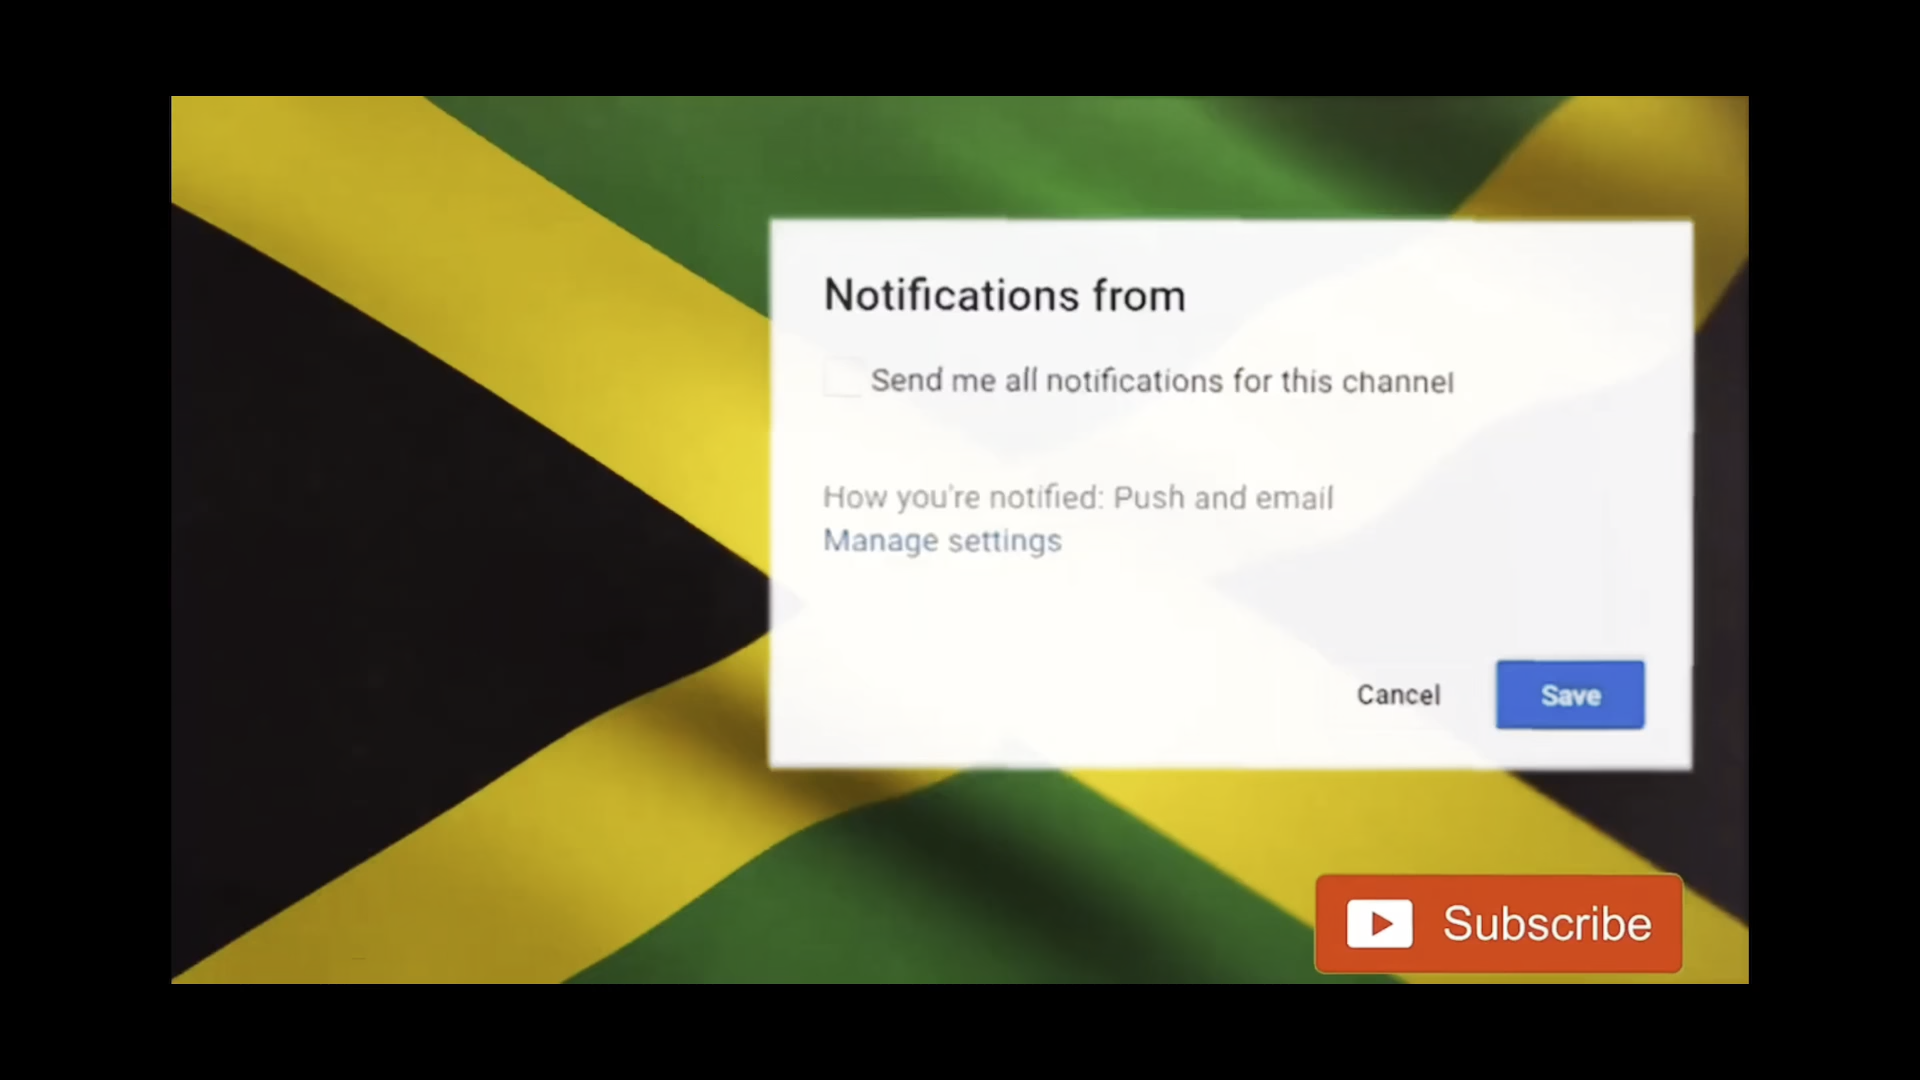 Notifications from
Send me all notifications for this channel
How you're notified: Push and email
Manage settings
Cancel
Save
Subscribe